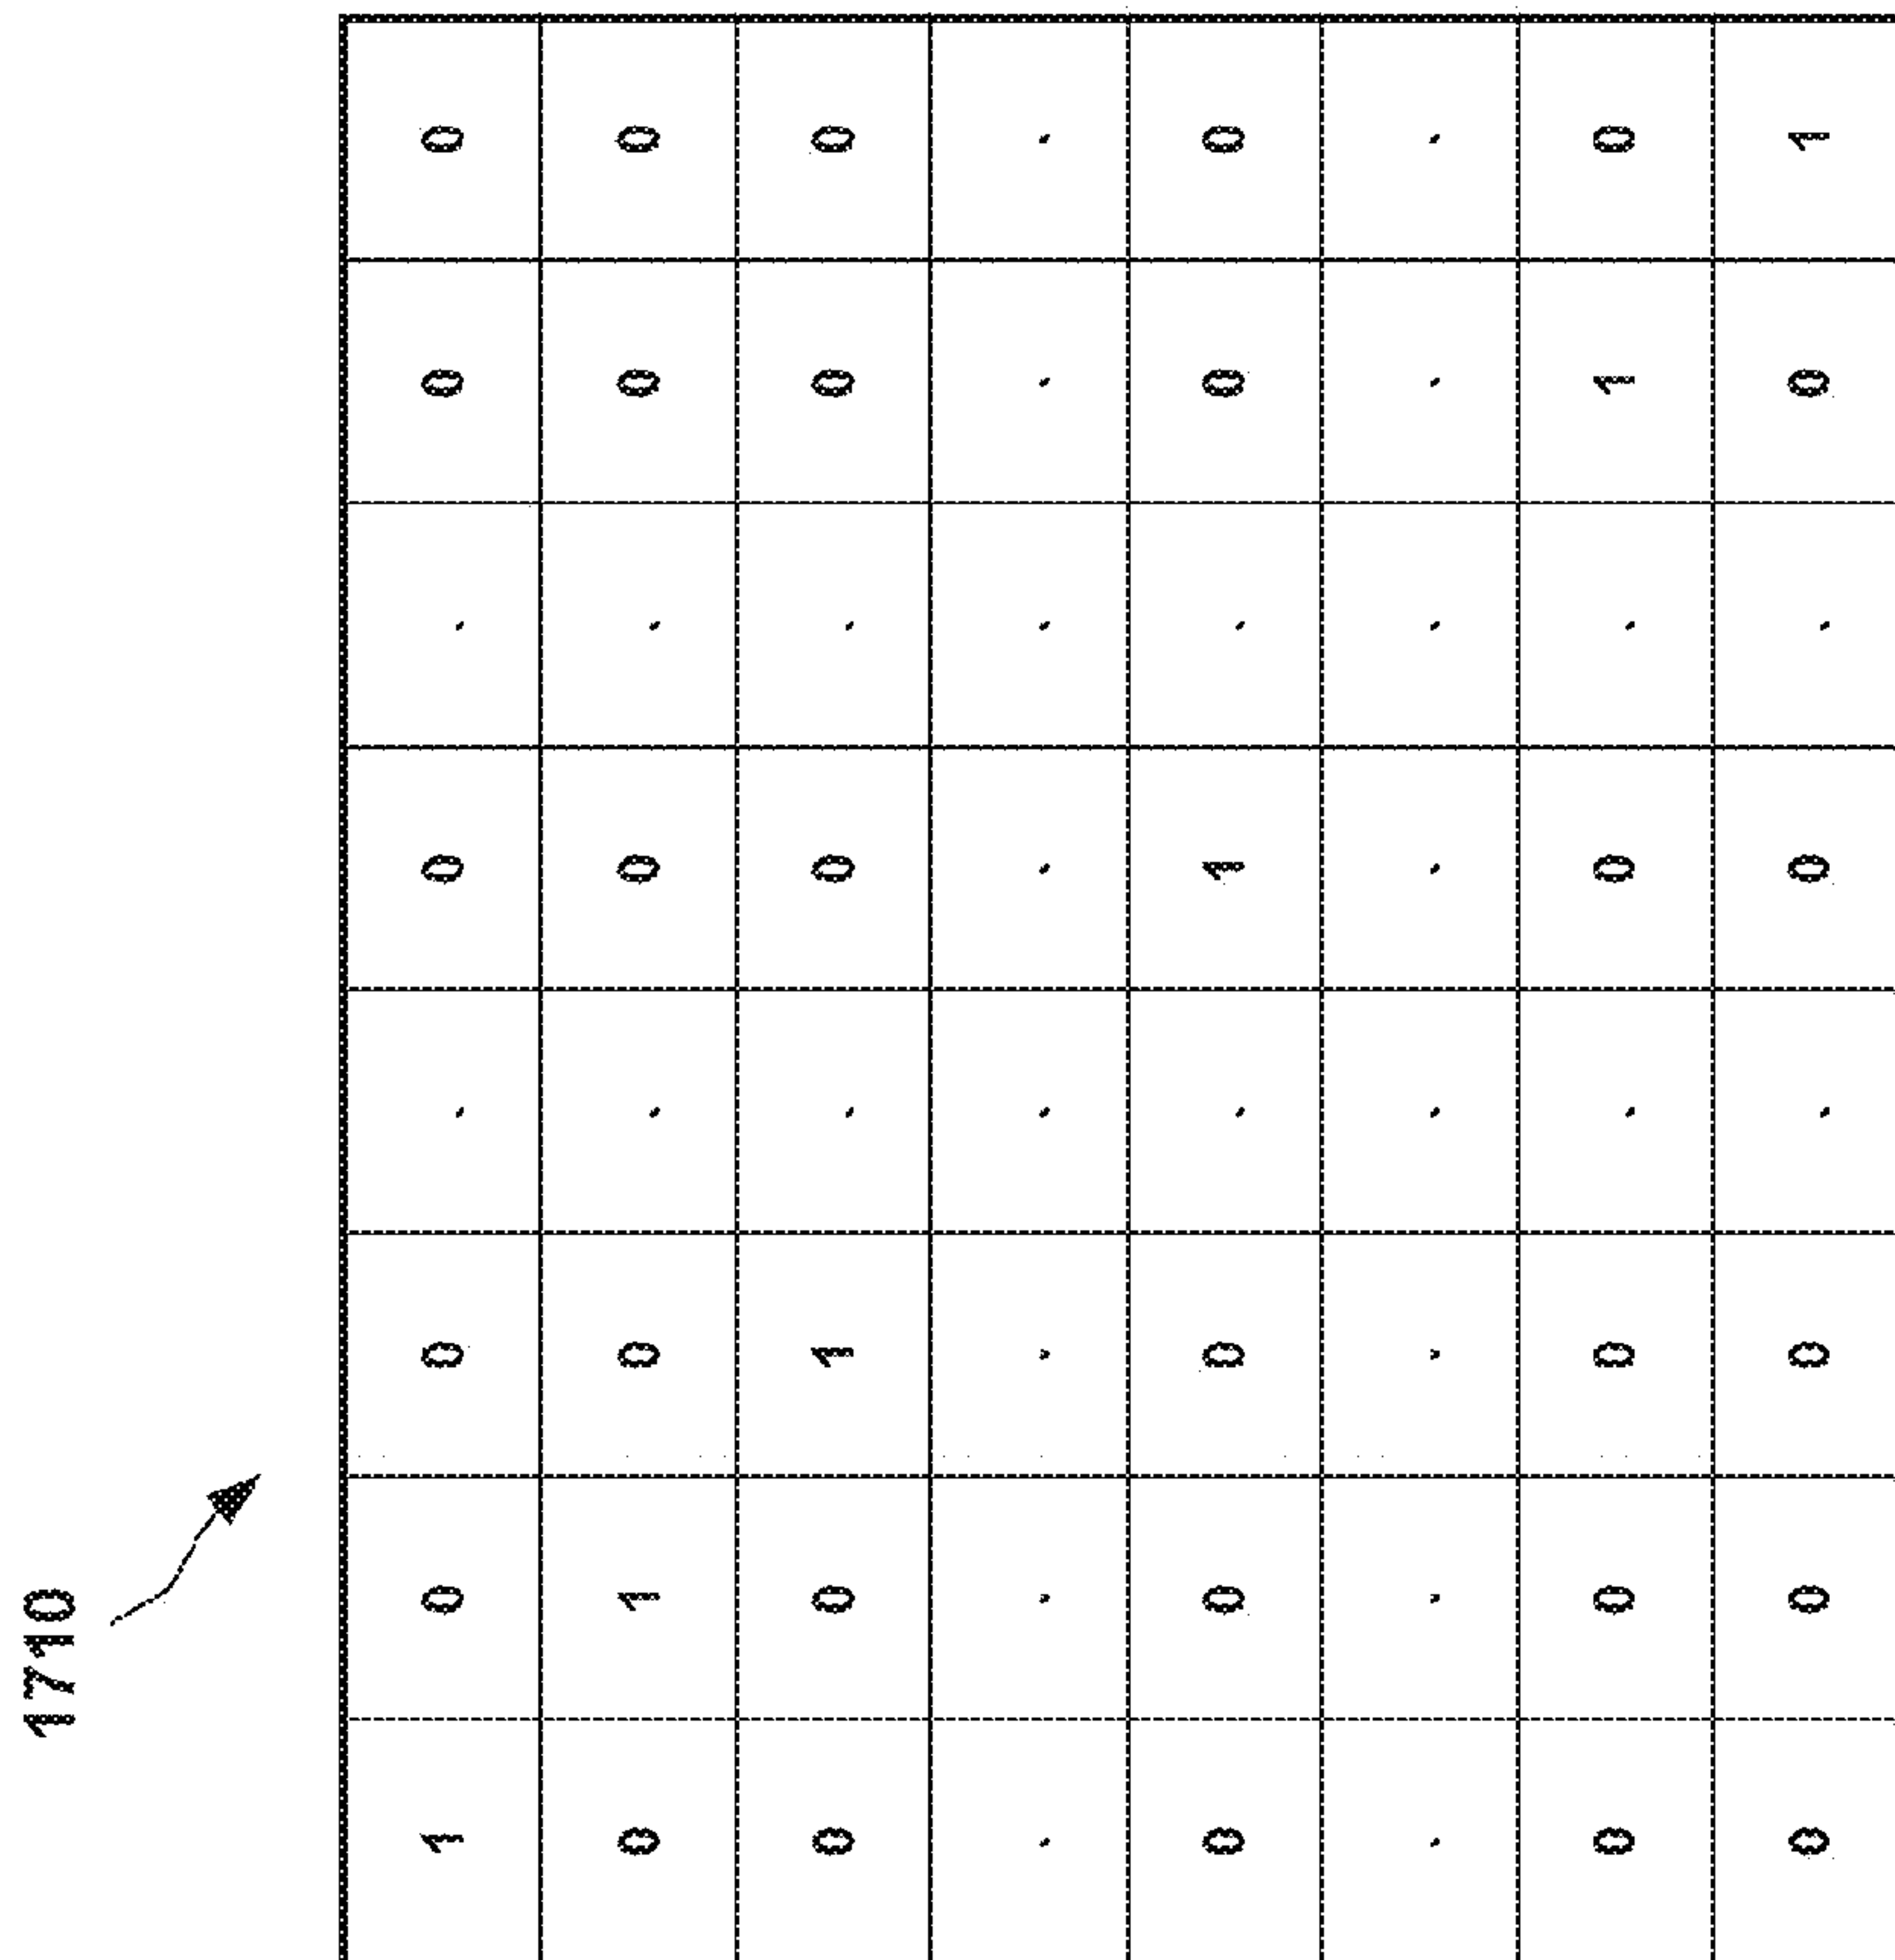 1710
1 0 0 . 0 . 0 0
0 1 0 . 0 . 0 0
0 0 1 . 0 . 0 0
. . . . . . . .
0 0 0 . 1 . 0 0
. . . . . . . .
0 0 0 . 0 . 1 0
0 0 0 . 0 . 0 1